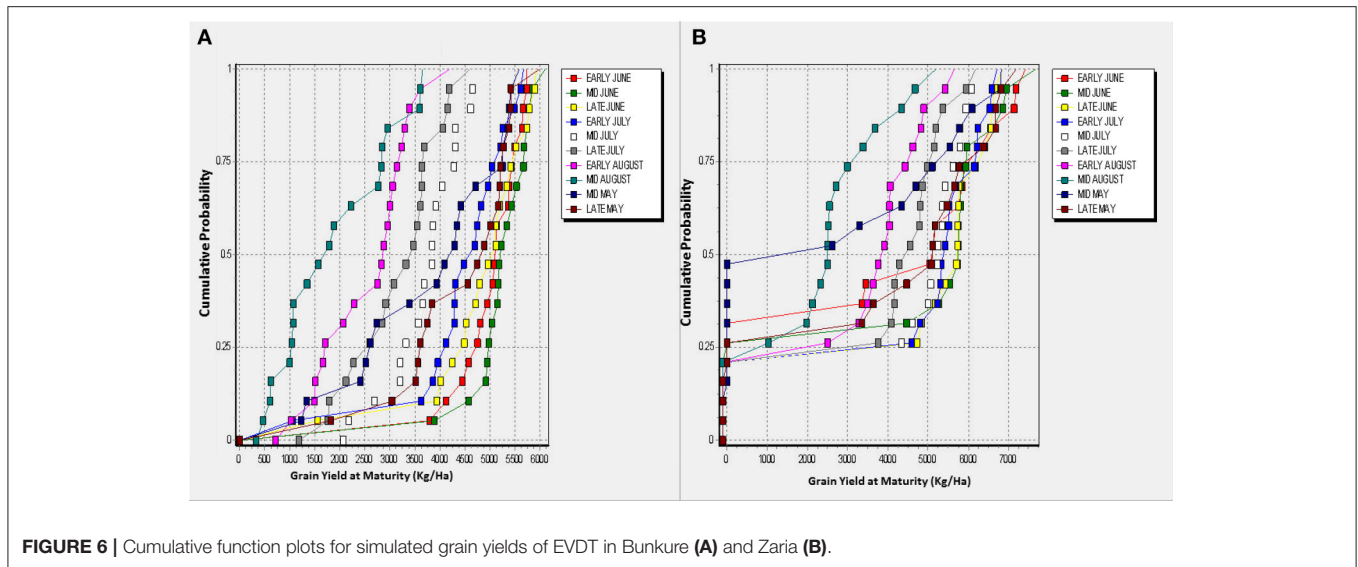 A
1
0.75
0.5
0.25
0
Cumulative Probability
0 500 1000 1500 2000 2500 3000 3500 4000 4500 5000 5500 6000
Grain Yield at Maturity (Kg/Ha)
EARLY JUNE
MID JUNE
LATE JUNE
EARLY JULY
MID JULY
LATE JULY
EARLY AUGUST
MID AUGUST
MID MAY
LATE MAY
B
1
0.75
0.5
0.25
0
Cumulative Probability
0 1000 2000 3000 4000 5000 6000 7000
Grain Yield at Maturity (Kg/Ha)
EARLY JUNE
MID JUNE
LATE JUNE
EARLY JULY
MID JULY
LATE JULY
EARLY AUGUST
MID AUGUST
MID MAY
LATE MAY
FIGURE 6 | Cumulative function plots for simulated grain yields of EVDT in Bunkure (A) and Zaria (B).